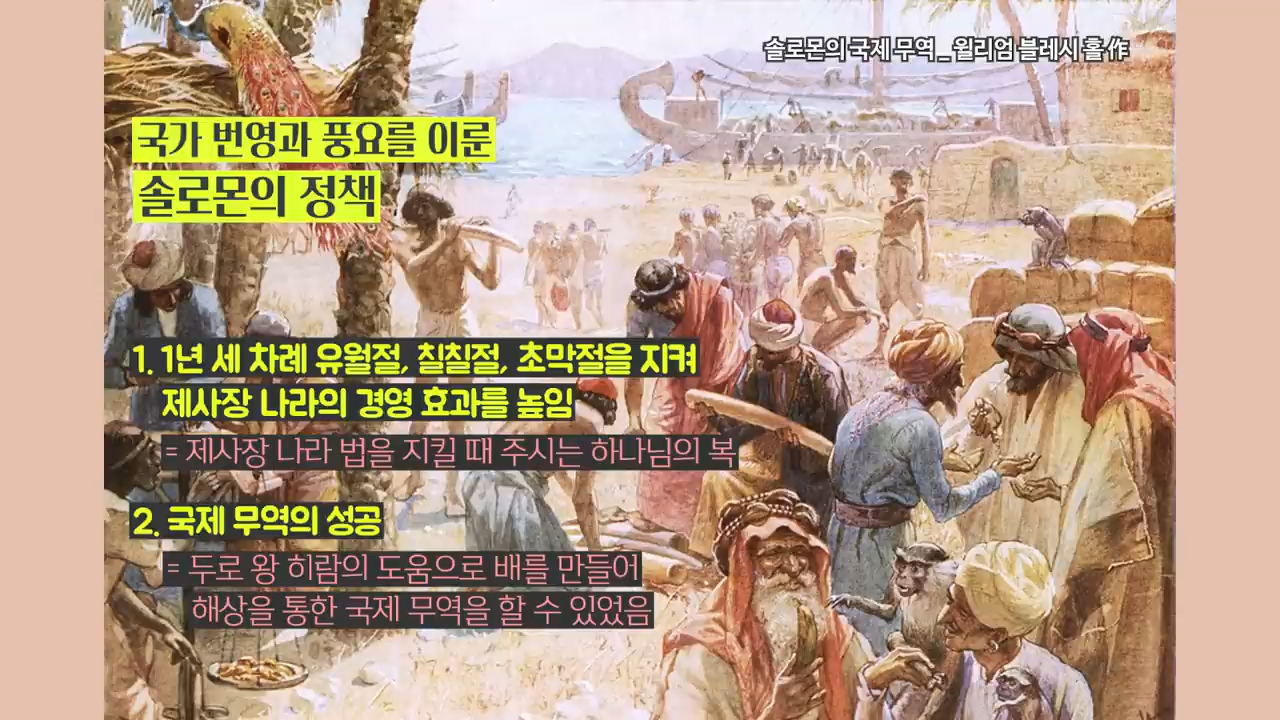 솔로몬의 국제 무역 _ 윌리엄 블레시 홀 作
국가 번영과 풍요를 이룬
솔로몬의 정책
1. 1년 세 차례 유월절, 칠칠절, 초막절을 지켜
제사장 나라의 경영 효과를 높임
= 제사장 나라 법을 지킬 때 주시는 하나님의 복
2. 국제 무역의 성공
= 두로 왕 히람의 도움으로 배를 만들어
해상을 통한 국제 무역을 할 수 있었음